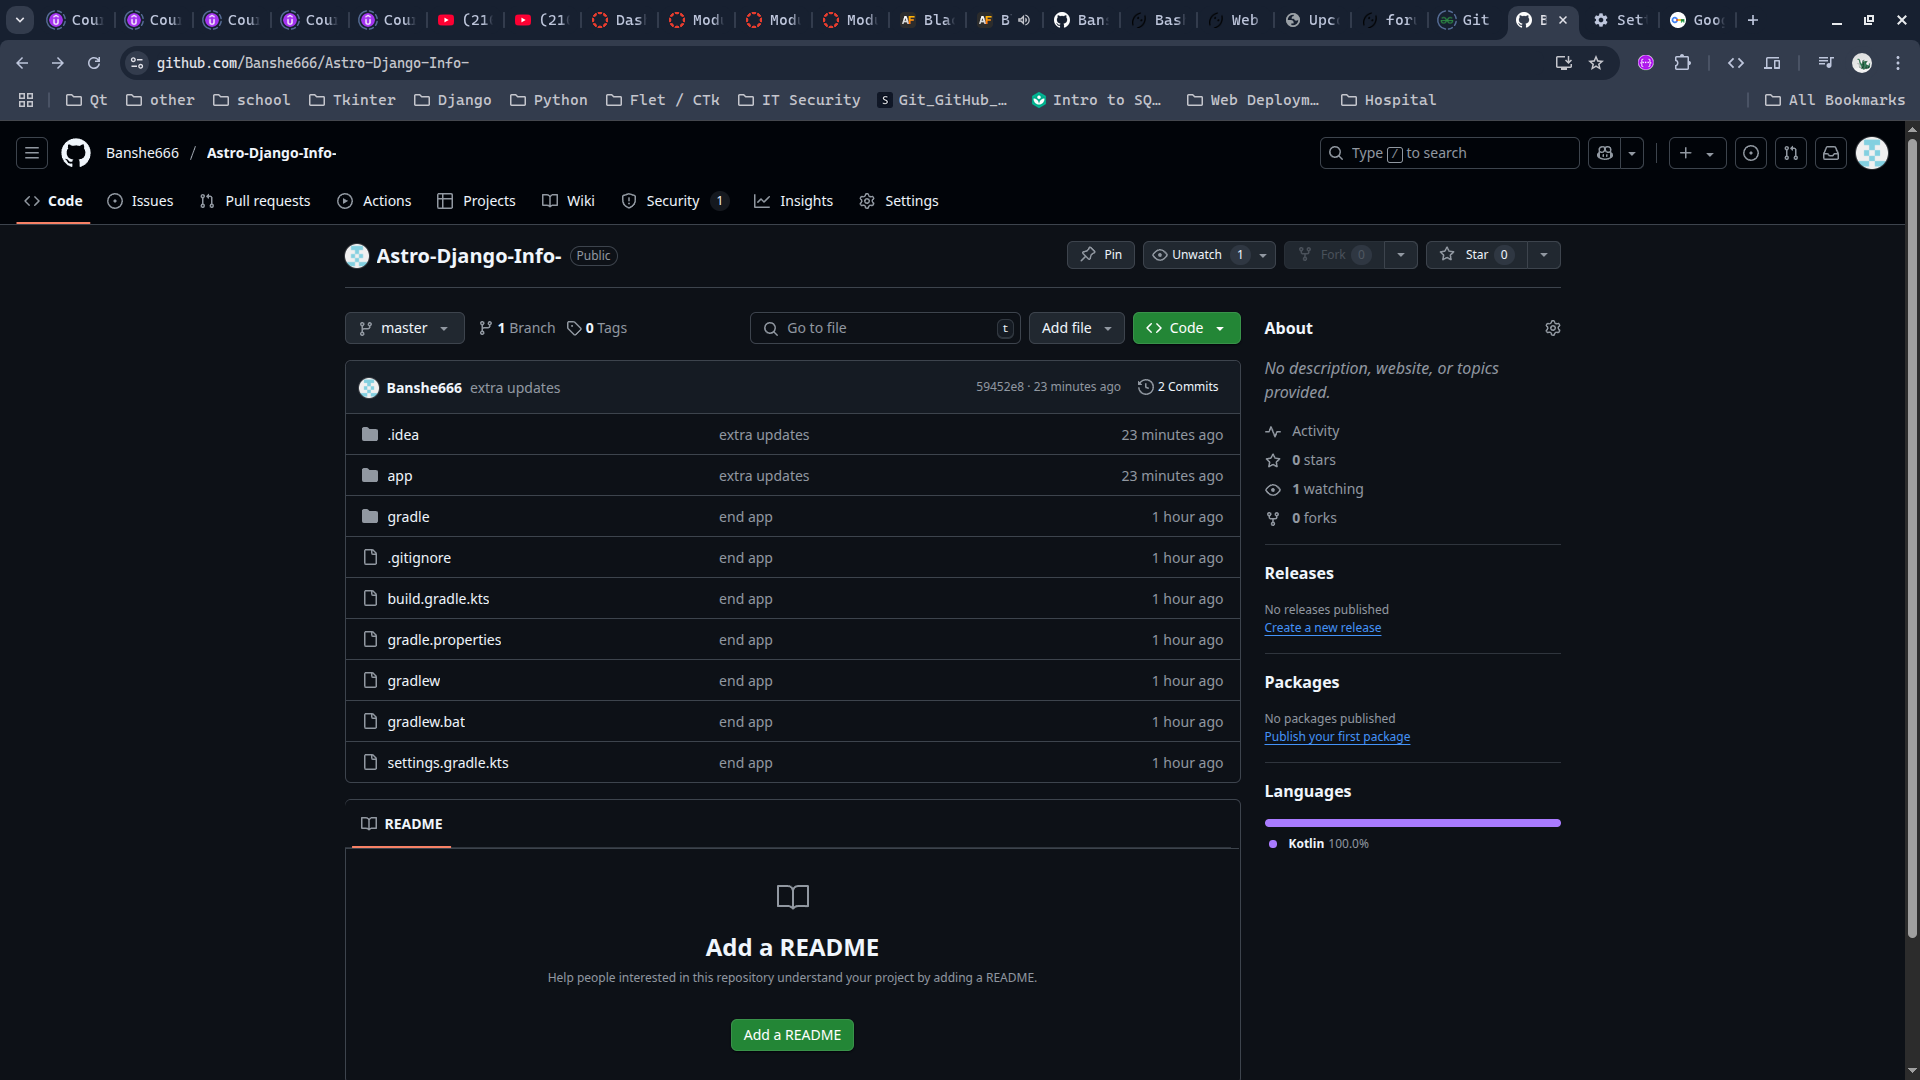 Cou
Cou
Cou
Cou
Cou
(210
(210
Das
Modu
Modu
Modu
AF Bla
AF B
Ban
Bas
Web
Upc
for
Git
B
Set
Goo
github.com/Banshe666/Astro-Django-Info-
Qt
other
school
Tkinter
Django
Python
Flet / CTk
IT Security
S Git_GitHub_…
Intro to SQ…
Web Deploym…
Hospital
All Bookmarks
Banshe666 / Astro-Django-Info-
Type / to search
Code
Issues
Pull requests
Actions
Projects
Wiki
Security 1
Insights
Settings
Astro-Django-Info- Public
Pin
Unwatch 1
Fork 0
Star 0
master
1 Branch
0 Tags
Go to file t
Add file
Code
Banshe666 extra updates 59452e8 · 23 minutes ago 2 Commits
.idea extra updates 23 minutes ago
app extra updates 23 minutes ago
gradle end app 1 hour ago
.gitignore end app 1 hour ago
build.gradle.kts end app 1 hour ago
gradle.properties end app 1 hour ago
gradlew end app 1 hour ago
gradlew.bat end app 1 hour ago
settings.gradle.kts end app 1 hour ago
README
Add a README
Help people interested in this repository understand your project by adding a README.
Add a README
About
No description, website, or topics
provided.
Activity
0 stars
1 watching
0 forks
Releases
No releases published
Create a new release
Packages
No packages published
Publish your first package
Languages
Kotlin 100.0%